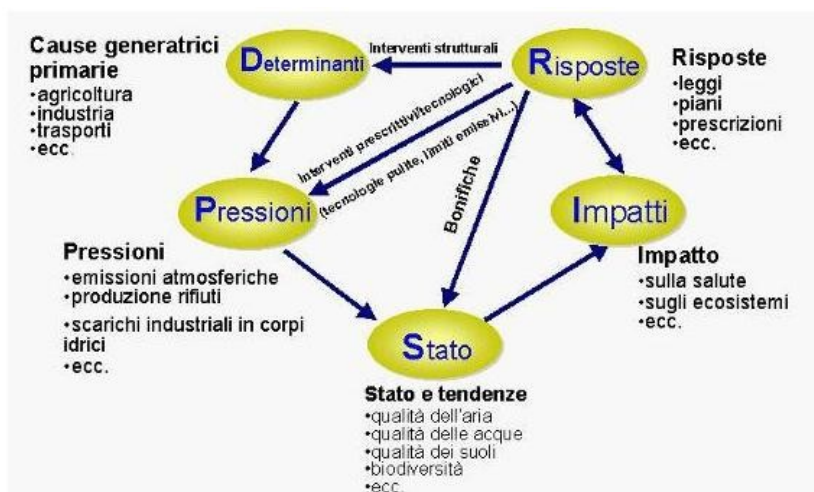 Cause generatrici
primarie
•agricoltura
•industria
•trasporti
•ecc.
Determinanti
Interventi strutturali
Risposte
Risposte
•leggi
•piani
•prescrizioni
•ecc.
Interventi prescrittivi/tecnologici
(tecnologie pulite, limiti emissivi...)
Bonifiche
Pressioni
Pressioni
•emissioni atmosferiche
•produzione rifiuti
•scarichi industriali in corpi
idrici
•ecc.
Impatti
Impatto
•sulla salute
•sugli ecosistemi
•ecc.
Stato
Stato e tendenze
•qualità dell'aria
•qualità delle acque
•qualità dei suoli
•biodiversità
•ecc.